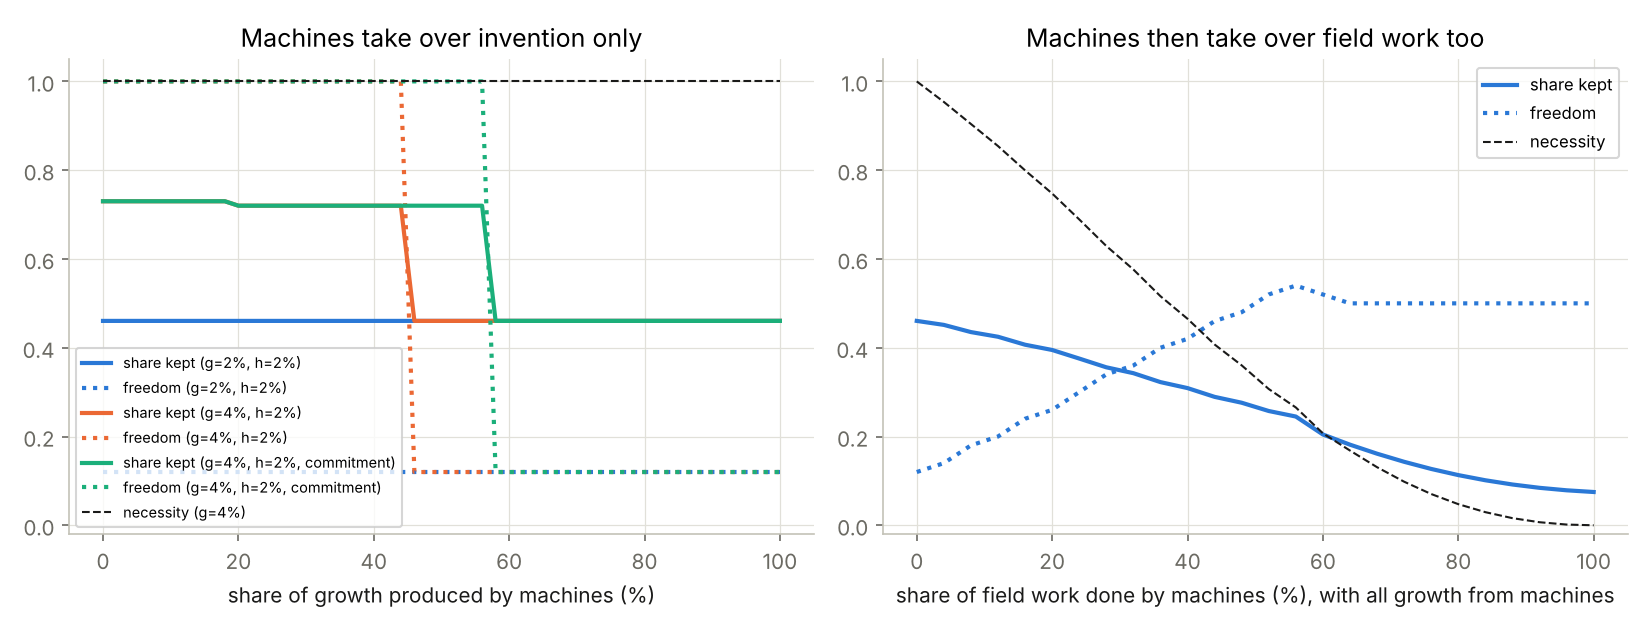 Machines take over invention only
1.0
0.8
0.6
0.4
0.2
0.0
share kept (g=2%, h=2%)
freedom (g=2%, h=2%)
share kept (g=4%, h=2%)
freedom (g=4%, h=2%)
share kept (g=4%, h=2%, commitment)
freedom (g=4%, h=2%, commitment)
necessity (g=4%)
0 20 40 60 80 100
share of growth produced by machines (%)
Machines then take over field work too
1.0
0.8
0.6
0.4
0.2
0.0
share kept
freedom
necessity
0 20 40 60 80 100
share of field work done by machines (%), with all growth from machines